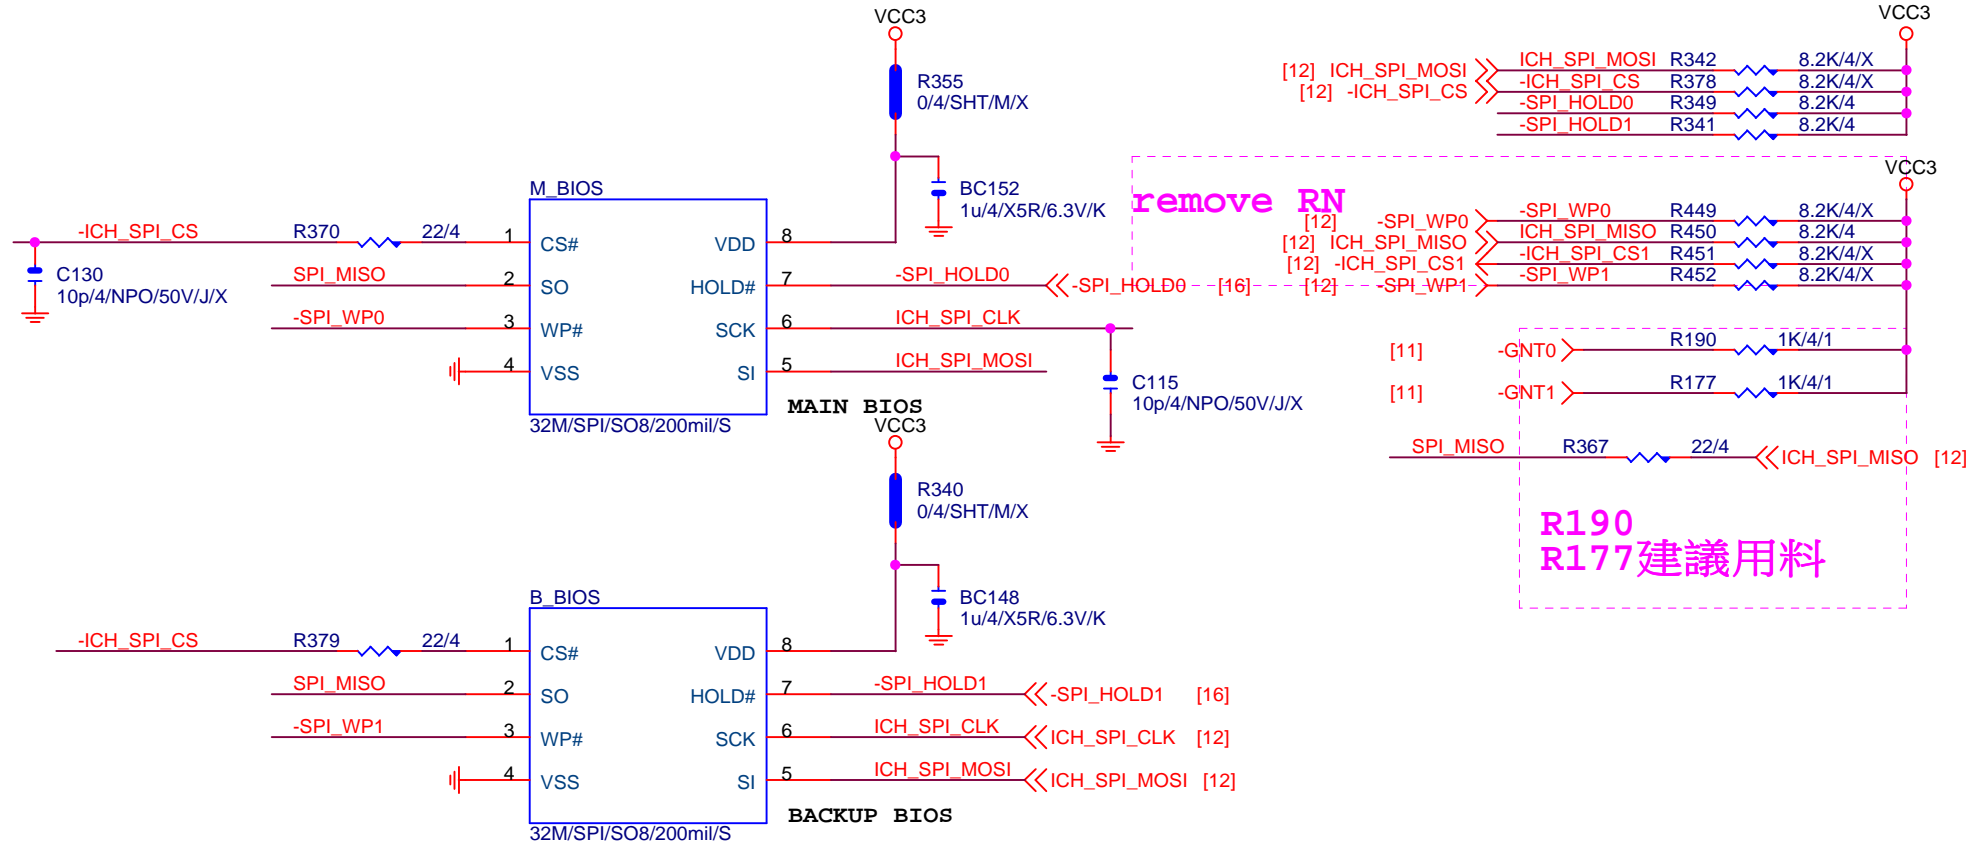 VCC3
R355
0/4/SHT/M/X
BC152
1u/4/X5R/6.3V/K
M_BIOS
-ICH_SPI_CS R370 22/4 1 CS# VDD 8
C130
10p/4/NPO/50V/J/X
SPI_MISO 2 SO HOLD# 7 -SPI_HOLD0 -SPI_HOLD0 [16]
-SPI_WP0 3 WP# SCK 6 ICH_SPI_CLK
4 VSS SI 5 ICH_SPI_MOSI
C115
10p/4/NPO/50V/J/X
MAIN BIOS
32M/SPI/SO8/200mil/S
VCC3
R340
0/4/SHT/M/X
BC148
1u/4/X5R/6.3V/K
B_BIOS
-ICH_SPI_CS R379 22/4 1 CS# VDD 8
SPI_MISO 2 SO HOLD# 7 -SPI_HOLD1 -SPI_HOLD1 [16]
-SPI_WP1 3 WP# SCK 6 ICH_SPI_CLK ICH_SPI_CLK [12]
4 VSS SI 5 ICH_SPI_MOSI ICH_SPI_MOSI [12]
BACKUP BIOS
32M/SPI/SO8/200mil/S
VCC3
[12] ICH_SPI_MOSI ICH_SPI_MOSI R342 8.2K/4/X
[12] -ICH_SPI_CS -ICH_SPI_CS R378 8.2K/4/X
-SPI_HOLD0 R349 8.2K/4
-SPI_HOLD1 R341 8.2K/4
VCC3
remove RN
[12] -SPI_WP0 -SPI_WP0 R449 8.2K/4/X
[12] ICH_SPI_MISO ICH_SPI_MISO R450 8.2K/4
[12] -ICH_SPI_CS1 -ICH_SPI_CS1 R451 8.2K/4/X
[12] -SPI_WP1 -SPI_WP1 R452 8.2K/4/X
[11] -GNT0 R190 1K/4/1
[11] -GNT1 R177 1K/4/1
SPI_MISO R367 22/4 ICH_SPI_MISO [12]
R190
R177建議用料